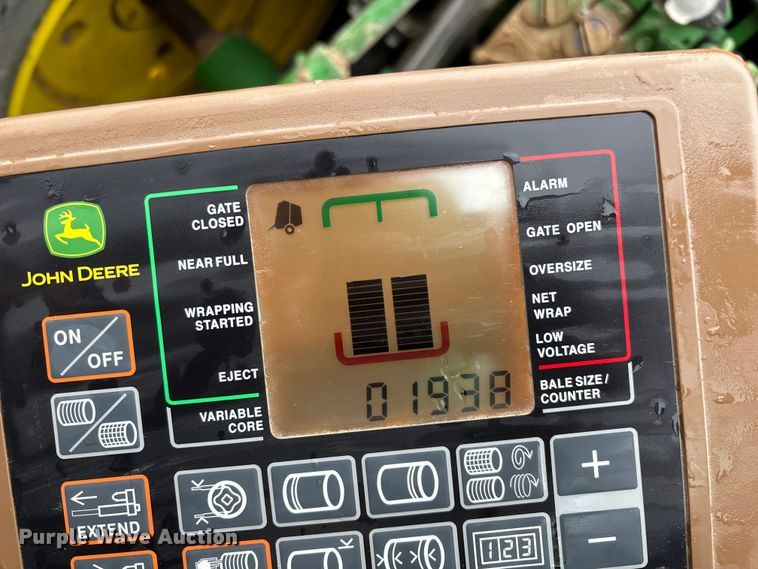 GATE
CLOSED
NEAR FULL
WRAPPING
STARTED
EJECT
VARIABLE
CORE
JOHN DEERE
ON
OFF
EXTEND
ALARM
GATE OPEN
OVERSIZE
NET
WRAP
LOW
VOLTAGE
BALE SIZE/
COUNTER
01938
K
K
K
+
−
123
Purple Wave Auction